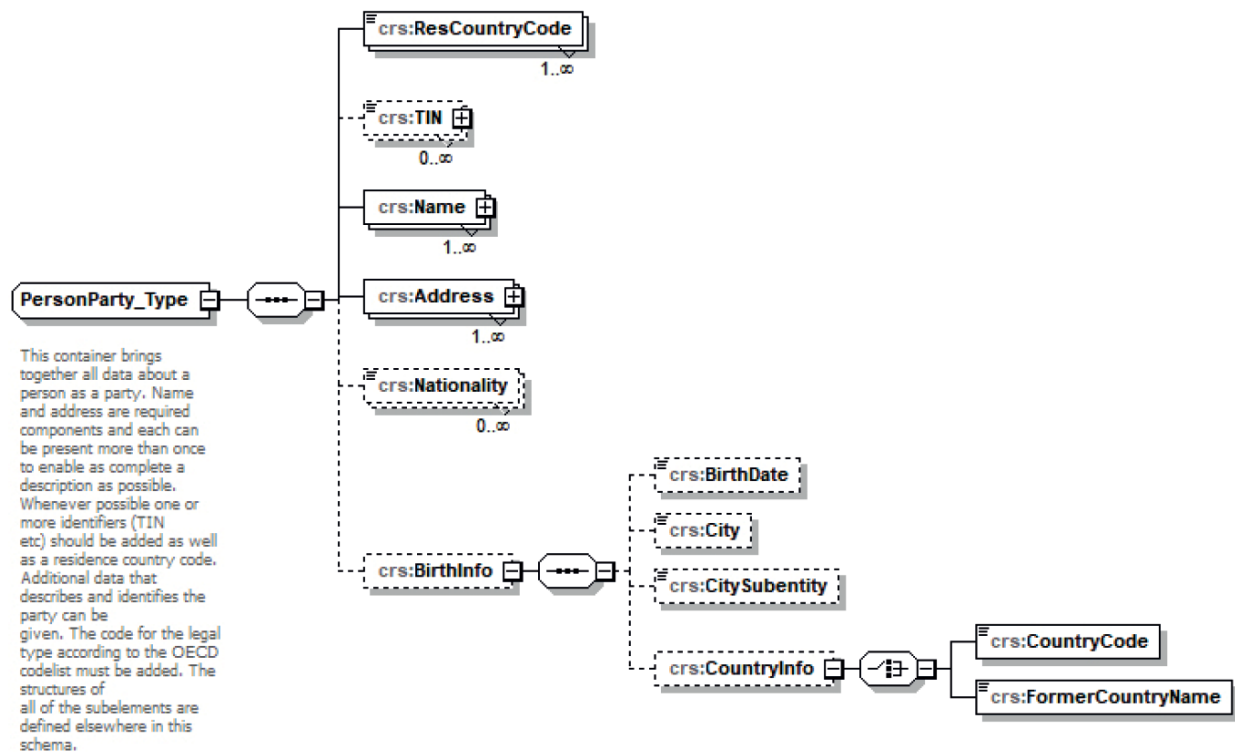 crs:ResCountryCode
1..∞
crs:TIN
0..∞
crs:Name
1..∞
PersonParty_Type
crs:Address
1..∞
This container brings
together all data about a
person as a party. Name
and address are required
components and each can
be present more than once
to enable as complete a
description as possible.
Whenever possible one or
more identifiers (TIN
etc) should be added as well
as a residence country code.
Additional data that
describes and identifies the
party can be
given. The code for the legal
type according to the OECD
codelist must be added. The
structures of
all of the subelements are
defined elsewhere in this
schema.
crs:Nationality
0..∞
crs:BirthInfo
crs:BirthDate
crs:City
crs:CitySubentity
crs:CountryInfo
crs:CountryCode
crs:FormerCountryName